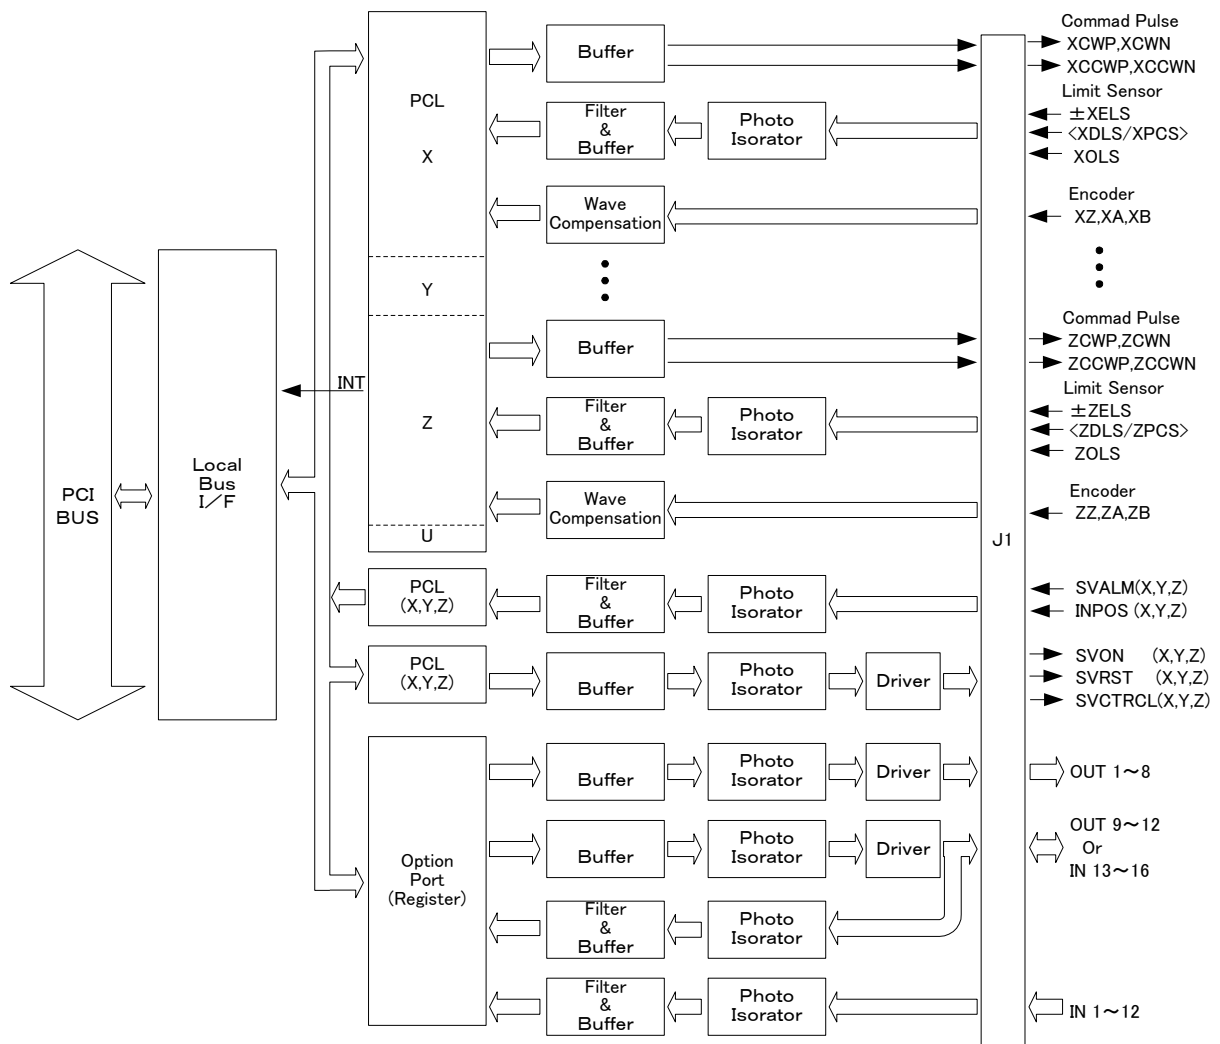 PCI
BUS
Local
Bus
I/F
INT
PCL
X
Y
Z
U
Buffer
Filter
&
Buffer
Photo
Isorator
Wave
Compensation
Buffer
Filter
&
Buffer
Photo
Isorator
Wave
Compensation
PCL
(X,Y,Z)
Filter
&
Buffer
Photo
Isorator
PCL
(X,Y,Z)
Buffer
Photo
Isorator
Driver
Option
Port
(Register)
Buffer
Photo
Isorator
Driver
Buffer
Photo
Isorator
Driver
Filter
&
Buffer
Photo
Isorator
Filter
&
Buffer
Photo
Isorator
J1
Commad Pulse
XCWP,XCWN
XCCWP,XCCWN
Limit Sensor
±XELS
<XDLS/XPCS>
XOLS
Encoder
XZ,XA,XB
Commad Pulse
ZCWP,ZCWN
ZCCWP,ZCCWN
Limit Sensor
±ZELS
<ZDLS/ZPCS>
ZOLS
Encoder
ZZ,ZA,ZB
SVALM(X,Y,Z)
INPOS (X,Y,Z)
SVON (X,Y,Z)
SVRST (X,Y,Z)
SVCTRCL(X,Y,Z)
OUT 1～8
OUT 9～12
Or
IN 13～16
IN 1～12